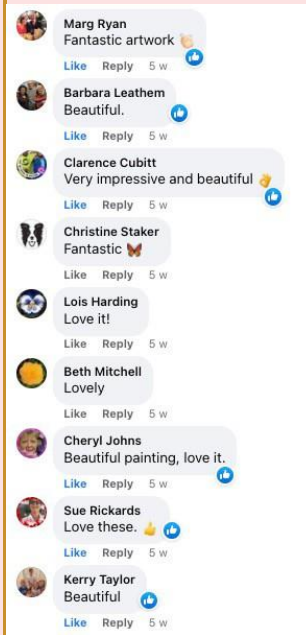 Marg Ryan
Fantastic artwork 👏🏻
Like Reply 5 w
Barbara Leathem
Beautiful.
Like Reply 5 w
Clarence Cubitt
Very impressive and beautiful 👌
Like Reply 5 w
Christine Staker
Fantastic 🦋
Like Reply 5 w
Lois Harding
Love it!
Like Reply 5 w
Beth Mitchell
Lovely
Like Reply 5 w
Cheryl Johns
Beautiful painting, love it.
Like Reply 5 w
Sue Rickards
Love these. 👍
Like Reply 5 w
Kerry Taylor
Beautiful
Like Reply 5 w